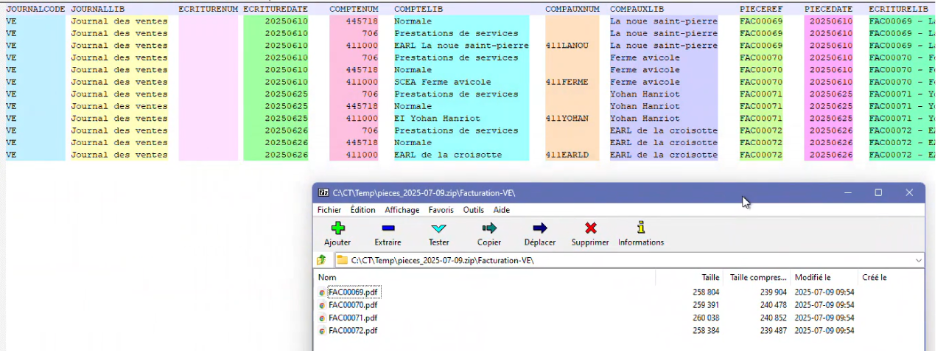 JOURNALCODE JOURNALLIB ECRITURENUM ECRITUREDATE COMPTENUM COMPTELIB COMPAUXNUM COMPAUXLIB PIECEREF PIECEDATE ECRITURELIB
VE Journal des ventes 20250610 445718 Normale La noue saint-pierre FAC00069 20250610 FAC00069 - La
VE Journal des ventes 20250610 706 Prestations de services La noue saint-pierre FAC00069 20250610 FAC00069 - La
VE Journal des ventes 20250610 411000 EARL La noue saint-pierre 411LANOU La noue saint-pierre FAC00069 20250610 FAC00069 - La
VE Journal des ventes 20250610 706 Prestations de services Ferme avicole FAC00070 20250610 FAC00070 - Fe
VE Journal des ventes 20250610 445718 Normale Ferme avicole FAC00070 20250610 FAC00070 - Fe
VE Journal des ventes 20250610 411000 SCEA Ferme avicole 411FERME Ferme avicole FAC00070 20250610 FAC00070 - Fe
VE Journal des ventes 20250625 706 Prestations de services Yohan Hanriot FAC00071 20250625 FAC00071 - Yo
VE Journal des ventes 20250625 445718 Normale Yohan Hanriot FAC00071 20250625 FAC00071 - Yo
VE Journal des ventes 20250625 411000 EI Yohan Hanriot 411YOHAN Yohan Hanriot FAC00071 20250625 FAC00071 - Yo
VE Journal des ventes 20250626 706 Prestations de services EARL de la croisotte FAC00072 20250626 FAC00072 - EA
VE Journal des ventes 20250626 445718 Normale EARL de la croisotte FAC00072 20250626 FAC00072 - EA
VE Journal des ventes 20250626 411000 EARL de la croisotte 411EARLD EARL de la croisotte FAC00072 20250626 FAC00072 - EA
C:\CT\Temp\pieces_2025-07-09.zip\Facturation-VE\
Fichier Édition Affichage Favoris Outils Aide
Ajouter Extraire Tester Copier Déplacer Supprimer Informations
C:\CT\Temp\pieces_2025-07-09.zip\Facturation-VE\
Nom Taille Taille compres... Modifié le Créé le
FAC00069.pdf 258 804 239 904 2025-07-09 09:54
FAC00070.pdf 259 391 240 478 2025-07-09 09:54
FAC00071.pdf 260 038 240 852 2025-07-09 09:54
FAC00072.pdf 258 384 239 487 2025-07-09 09:54